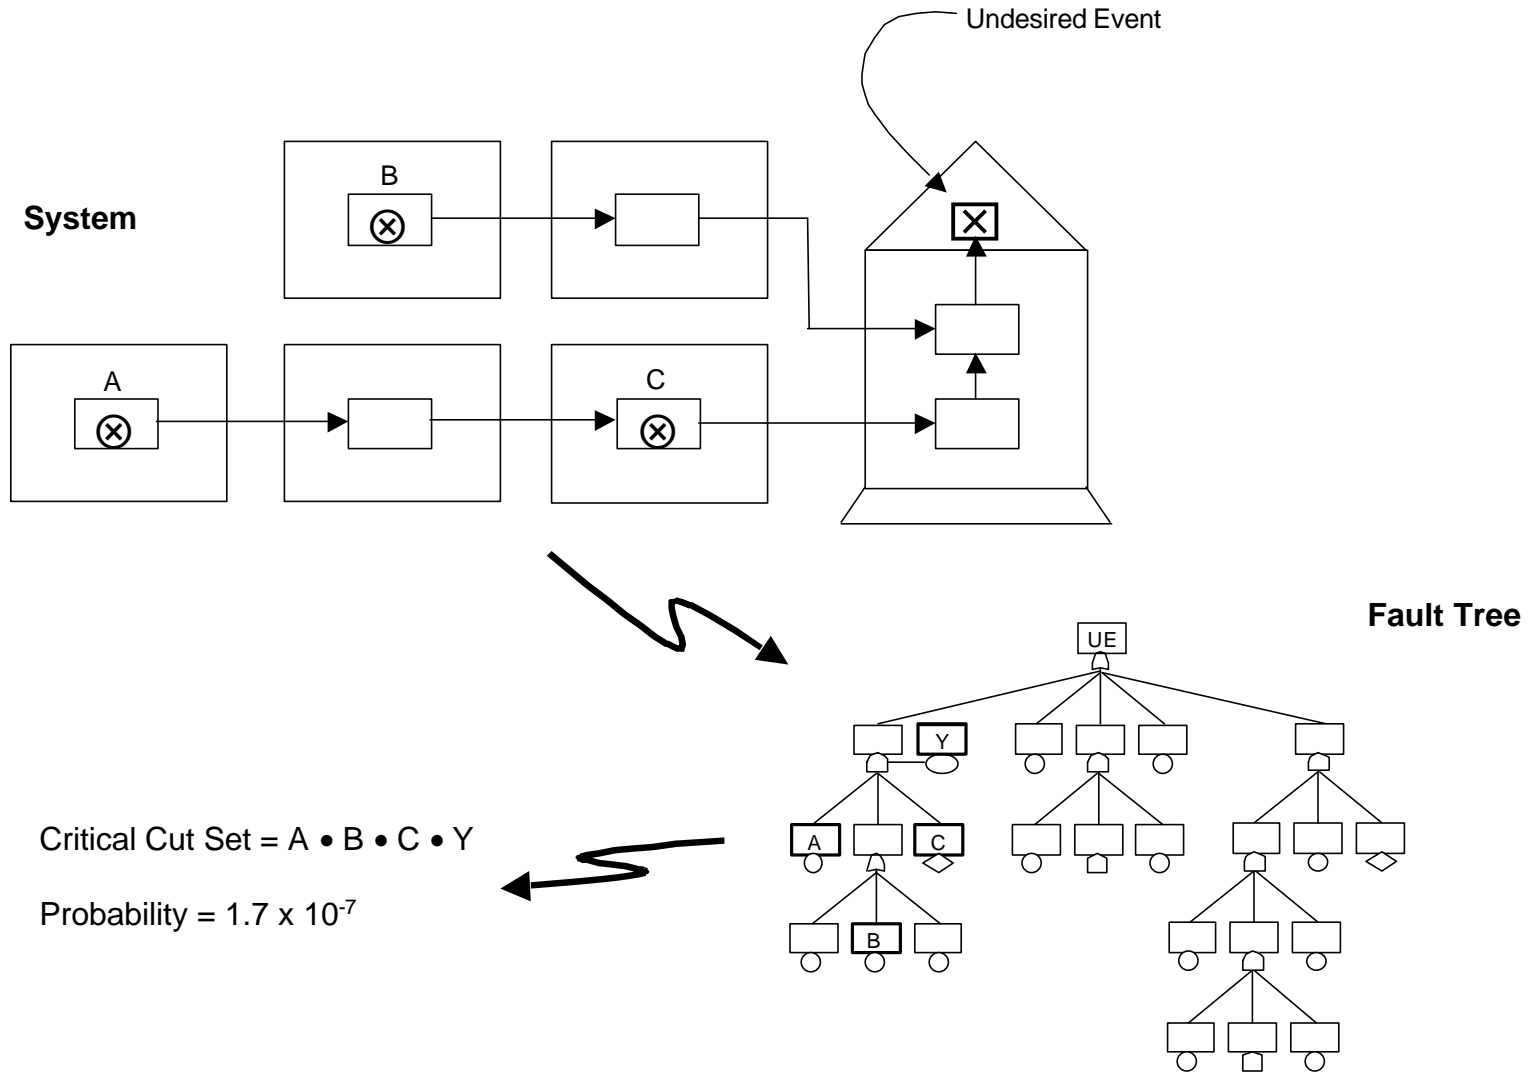 Undesired Event
B
System
A
C
Fault Tree
UE
Y
A
C
B
Critical Cut Set = A • B • C • Y
Probability = 1.7 x 10⁻⁷